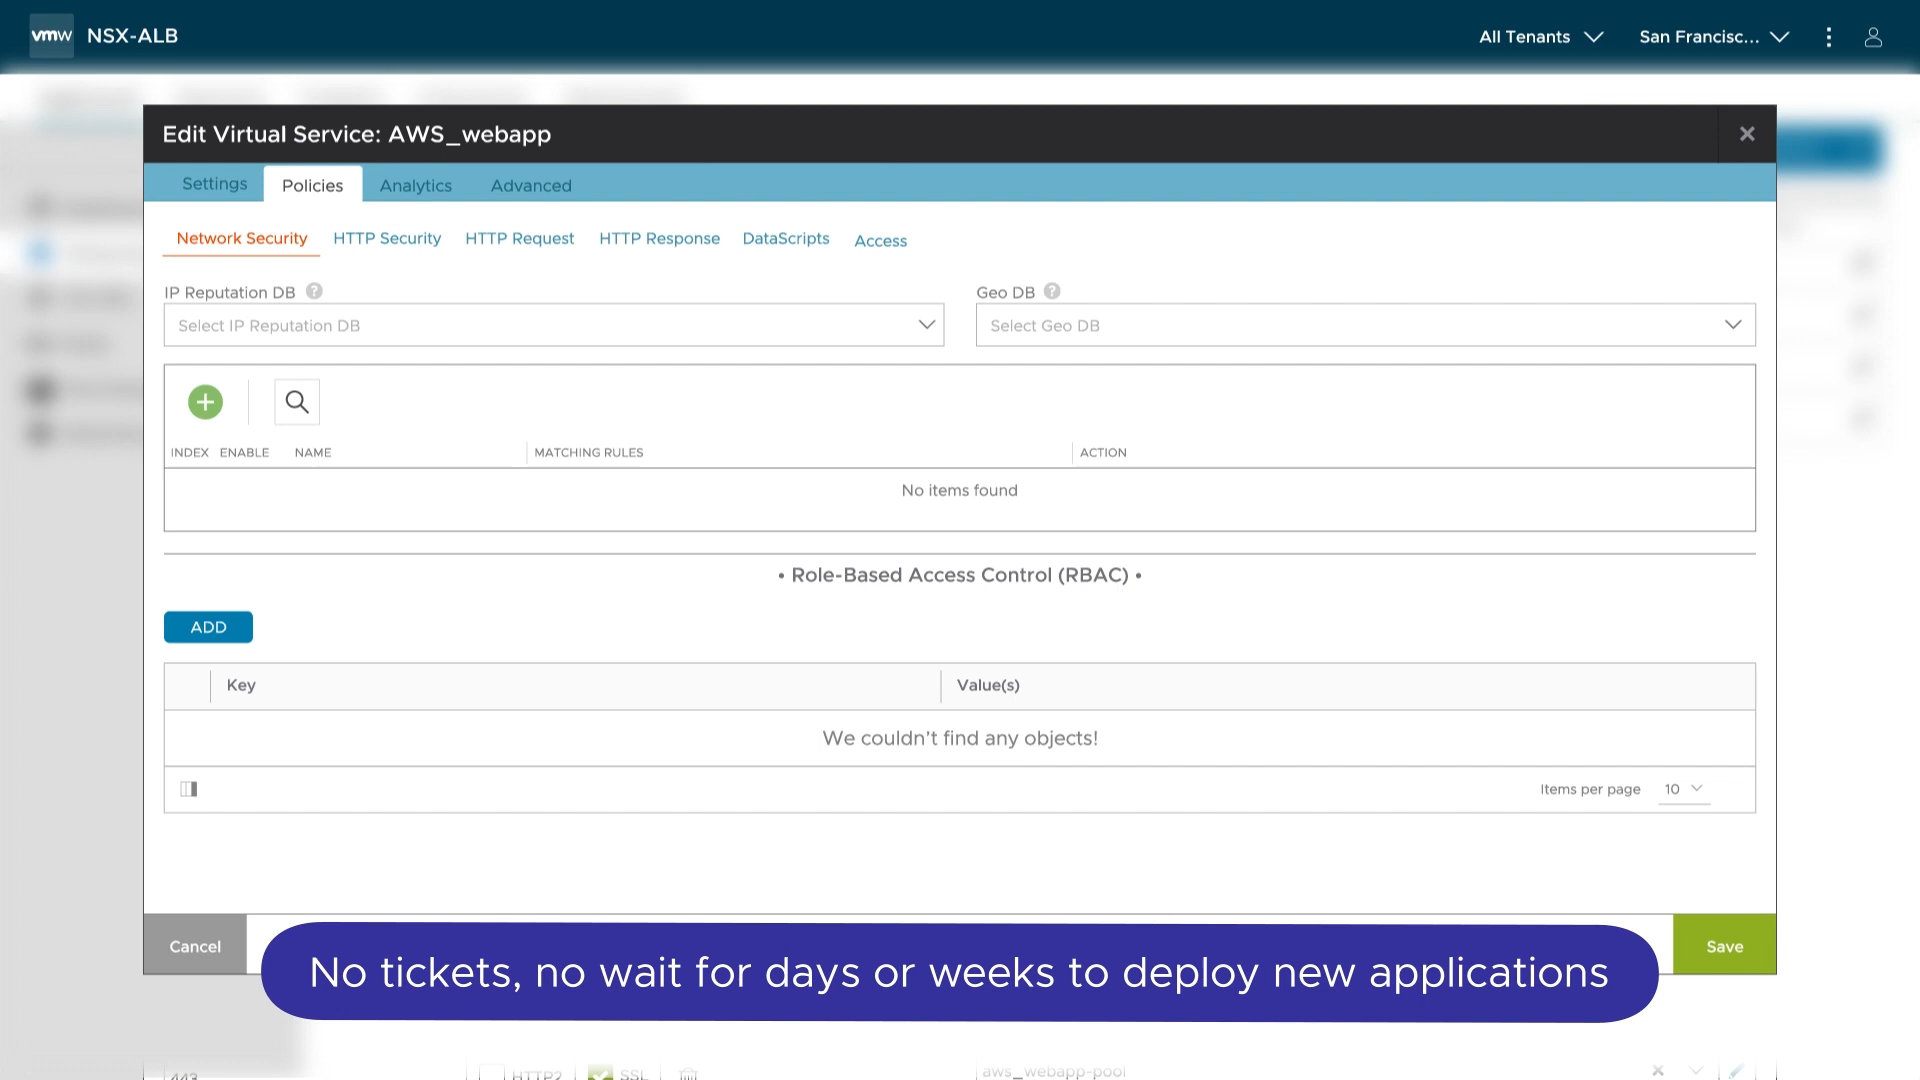 vmw NSX-ALB All Tenants San Francisc...
Edit Virtual Service: AWS_webapp
Settings Policies Analytics Advanced
Network Security HTTP Security HTTP Request HTTP Response DataScripts Access
IP Reputation DB ? Geo DB ?
Select IP Reputation DB Select Geo DB
INDEX ENABLE NAME MATCHING RULES ACTION
No items found
• Role-Based Access Control (RBAC) •
ADD
Key Value(s)
We couldn't find any objects!
Items per page 10
Cancel Save
No tickets, no wait for days or weeks to deploy new applications
443 HTTP2 SSL aws_webapp-pool